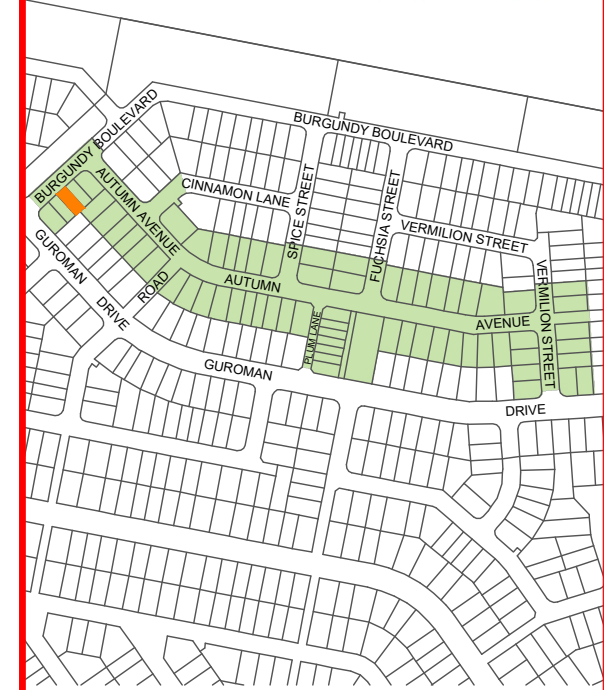 BURGUNDY BOULEVARD
BURGUNDY BOULEVARD
AUTUMN AVENUE
CINNAMON LANE
SPICE STREET
FUCHSIA STREET
VERMILION STREET
GUROMAN
DRIVE
ROAD
AUTUMN
AVENUE
VERMILION STREET
PLUM LANE
GUROMAN
DRIVE